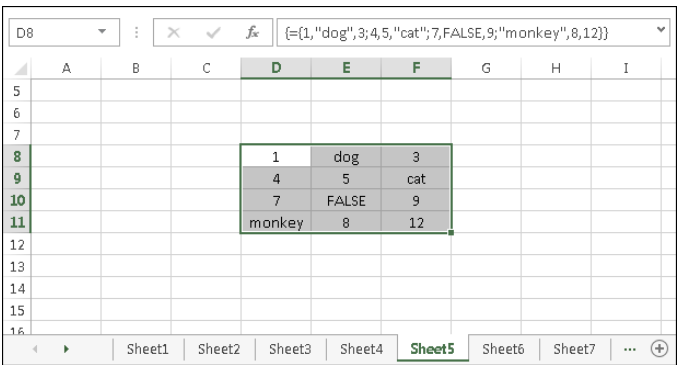 D8 fx {={1,"dog",3;4,5,"cat";7,FALSE,9;"monkey",8,12}}
A B C D E F G H I
5
6
7
8 1 dog 3
9 4 5 cat
10 7 FALSE 9
11 monkey 8 12
12
13
14
15
16
Sheet1 Sheet2 Sheet3 Sheet4 Sheet5 Sheet6 Sheet7 ...